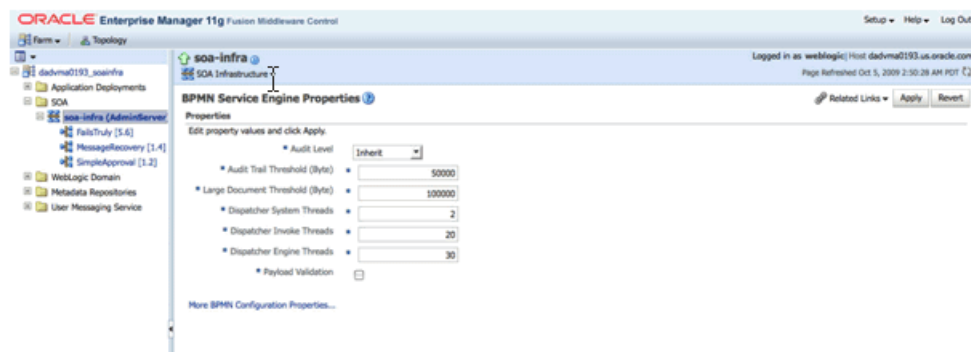 ORACLE Enterprise Manager 11g Fusion Middleware Control
Setup Help Log Out
Farm Topology
soa-infra
Logged in as weblogic| Host dadvma0193.us.oracle.com
SOA Infrastructure
Page Refreshed Oct 5, 2009 2:50:28 AM PDT
dadvma0193_soainfra
Application Deployments
SOA
soa-infra (AdminServer
FailsTruly [5.6]
MessageRecovery [1.4]
SimpleApproval [1.2]
WebLogic Domain
Metadata Repositories
User Messaging Service
BPMN Service Engine Properties
Related Links Apply Revert
Properties
Edit property values and click Apply.
* Audit Level Inherit
* Audit Trail Threshold (Byte) 50000
* Large Document Threshold (Byte) 100000
* Dispatcher System Threads 2
* Dispatcher Invoke Threads 20
* Dispatcher Engine Threads 30
* Payload Validation
More BPMN Configuration Properties...